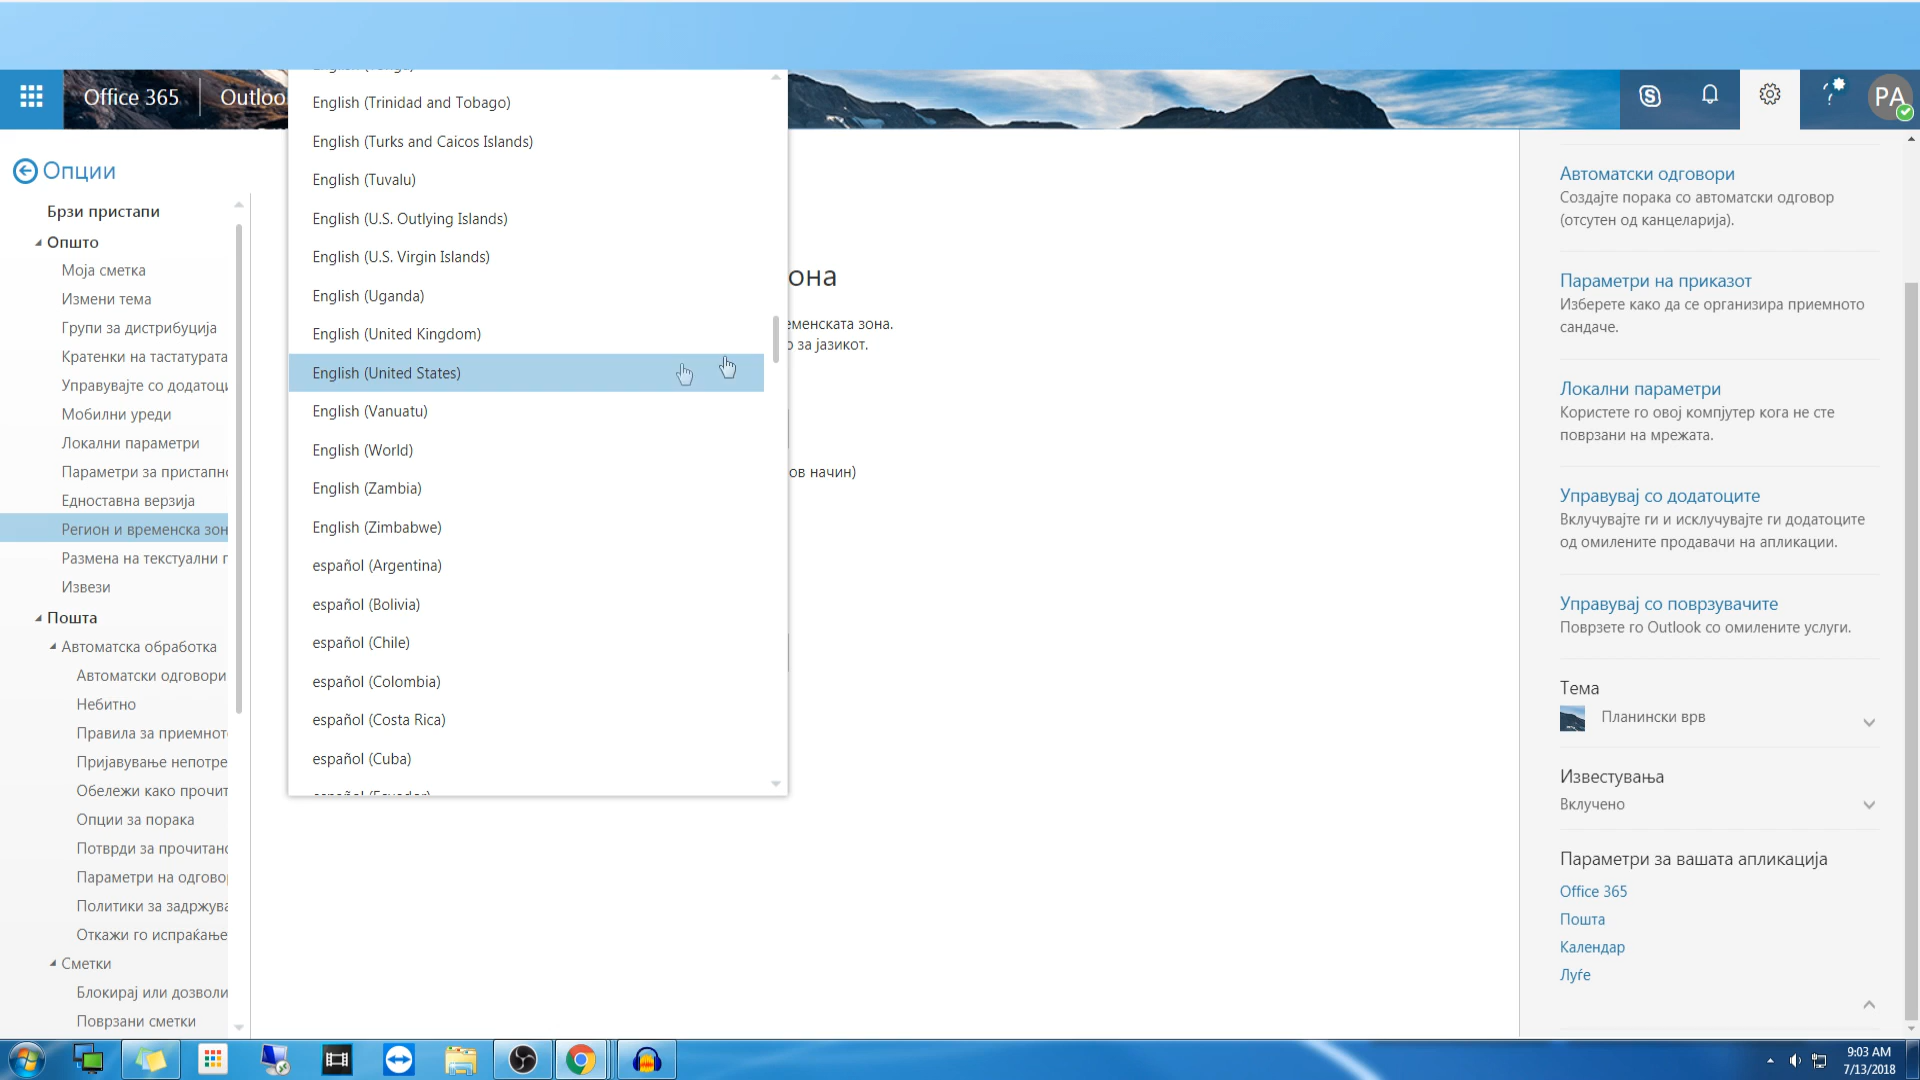 Office 365
Outloo
PA
Опции
Брзи пристапи
Општо
Моја сметка
Измени тема
Групи за дистрибуција
Кратенки на тастатурата
Управувајте со додатоци
Мобилни уреди
Локални параметри
Параметри за пристапно
Едноставна верзија
Регион и временска зон
Размена на текстуални п
Извези
Пошта
Автоматска обработка
Автоматски одговори
Небитно
Правила за приемнот
Пријавување непотре
Обележи како прочит
Опции за порака
Потврди за прочитано
Параметри на одговор
Политики за задржува
Откажи го испраќање
Сметки
Блокирај или дозволи
Поврзани сметки
English (Trinidad and Tobago)
English (Turks and Caicos Islands)
English (Tuvalu)
English (U.S. Outlying Islands)
English (U.S. Virgin Islands)
English (Uganda)
English (United Kingdom)
English (United States)
English (Vanuatu)
English (World)
English (Zambia)
English (Zimbabwe)
español (Argentina)
español (Bolivia)
español (Chile)
español (Colombia)
español (Costa Rica)
español (Cuba)
español (Ecuador)
она
еменската зона.
о за јазикот.
ов начин)
Автоматски одговори
Создајте порака со автоматски одговор
(отсутен од канцеларија).
Параметри на приказот
Изберете како да се организира приемното
сандаче.
Локални параметри
Користете го овој компјутер кога не сте
поврзани на мрежата.
Управувај со додатоците
Вклучувајте ги и исклучувајте ги додатоците
од омилените продавачи на апликации.
Управувај со поврзувачите
Поврзете го Outlook со омилените услуги.
Тема
Планински врв
Известувања
Вклучено
Параметри за вашата апликација
Office 365
Пошта
Календар
Луѓе
9:03 AM
7/13/2018